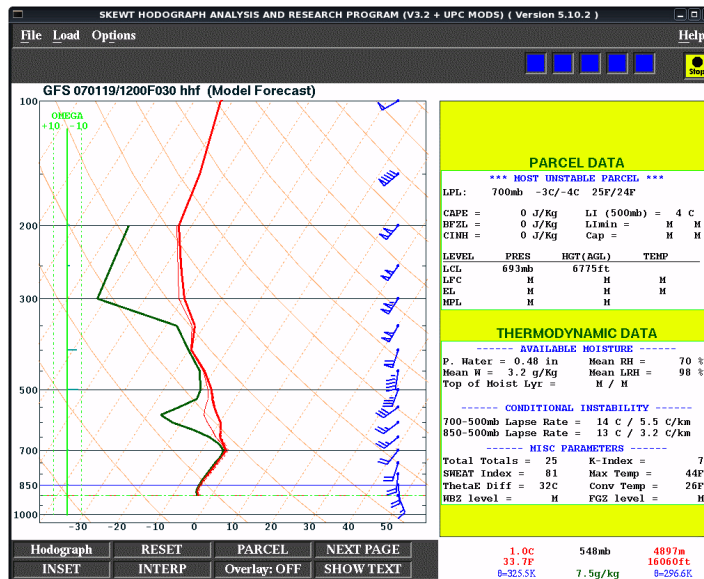 SKEWT HODOGRAPH ANALYSIS AND RESEARCH PROGRAM (V3.2 + UPC MODS) ( Version 5.10.2 )
File Load Options Help
Stop
GFS 070119/1200F030 hhf (Model Forecast)
OMEGA
+10 -10
100
200
300
400
500
700
850
1000
-30 -20 -10 0 10 20 30 40 50
PARCEL DATA
*** MOST UNSTABLE PARCEL ***
LPL: 700mb -3C/-4C 25F/24F
CAPE = 0 J/Kg LI (500mb) = 4 C
BFZL = 0 J/Kg LImin = M M
CINH = 0 J/Kg Cap = M M
LEVEL PRES HGT(AGL) TEMP
LCL 693mb 6775ft
LFC M M M
EL M M M
MPL M M
THERMODYNAMIC DATA
------ AVAILABLE MOISTURE ------
P. Water = 0.48 in Mean RH = 70 %
Mean W = 3.2 g/Kg Mean LRH = 98 %
Top of Moist Lyr = M / M
------ CONDITIONAL INSTABILITY ------
700-500mb Lapse Rate = 14 C / 5.5 C/km
850-500mb Lapse Rate = 13 C / 3.2 C/km
------ MISC PARAMETERS ------
Total Totals = 25 K-Index = 7
SWEAT Index = 81 Max Temp = 44F
ThetaE Diff = 32C Conv Temp = 26F
WBZ level = M FGZ level = M
Hodograph RESET PARCEL NEXT PAGE
INSET INTERP Overlay: OFF SHOW TEXT
1.0C 548mb 4897m
33.7F 16060ft
θ=325.5K 7.5g/kg θ=296.6K